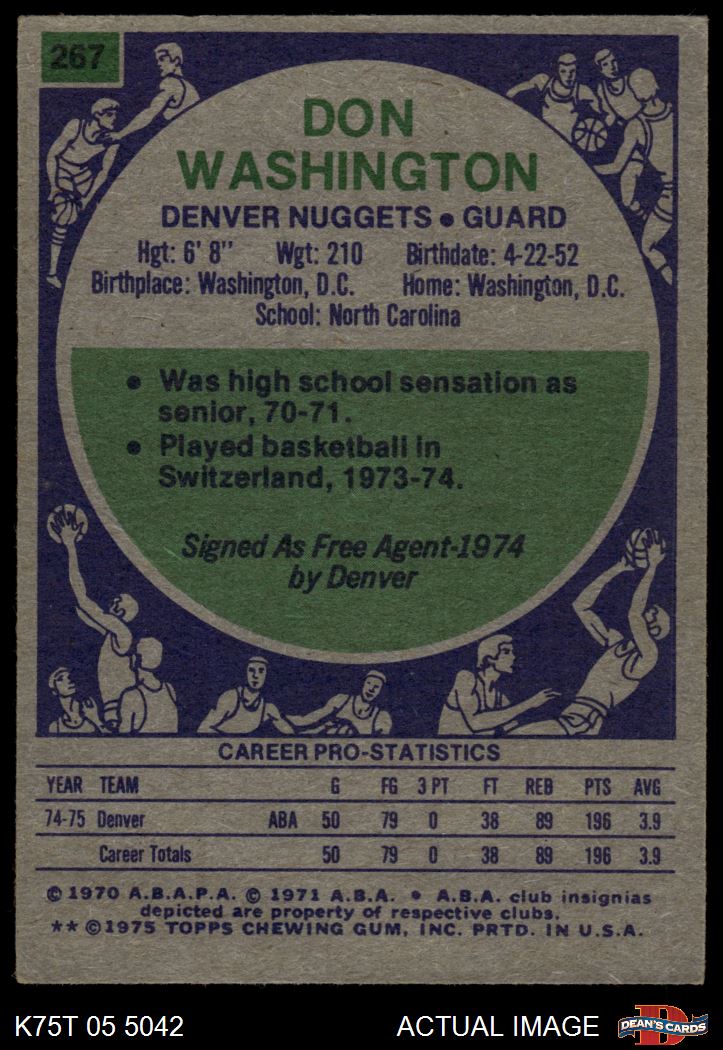 267
DON
WASHINGTON
DENVER NUGGETS • GUARD
Hgt: 6' 8" Wgt: 210 Birthdate: 4-22-52
Birthplace: Washington, D.C. Home: Washington, D.C.
School: North Carolina
• Was high school sensation as
senior, 70-71.
• Played basketball in
Switzerland, 1973-74.
Signed As Free Agent-1974
by Denver
CAREER PRO-STATISTICS
YEAR TEAM G FG 3 PT FT REB PTS AVG
74-75 Denver ABA 50 79 0 38 89 196 3.9
Career Totals 50 79 0 38 89 196 3.9
© 1970 A.B.A.P.A. © 1971 A.B.A. • A.B.A. club insignias
depicted are property of respective clubs.
** © 1975 TOPPS CHEWING GUM, INC. PRTD. IN U.S.A.
K75T 05 5042 ACTUAL IMAGE DEAN'S CARDS